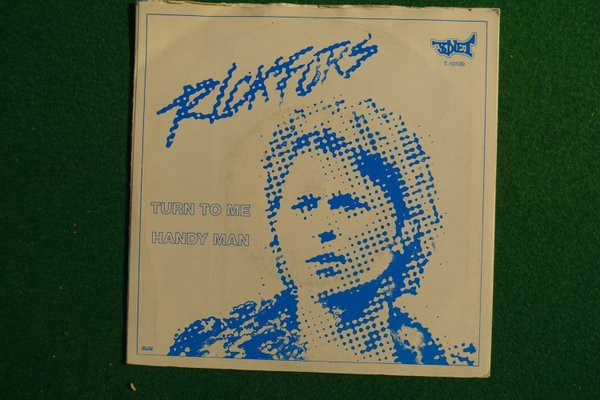 RICKFORS
T-10100
TURN TO ME
HANDY MAN